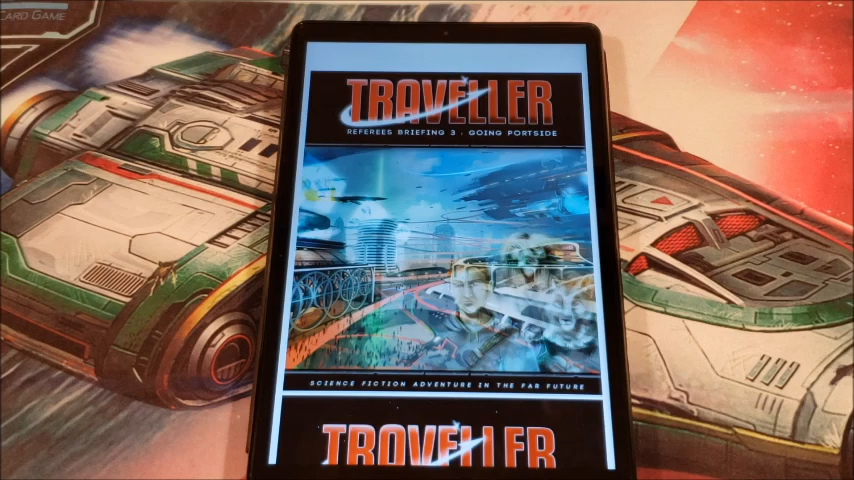 CARD GAME
TRAVELLER
REFEREES BRIEFING 3 : GOING PORTSIDE
SCIENCE FICTION ADVENTURE IN THE FAR FUTURE
TRAVELLER